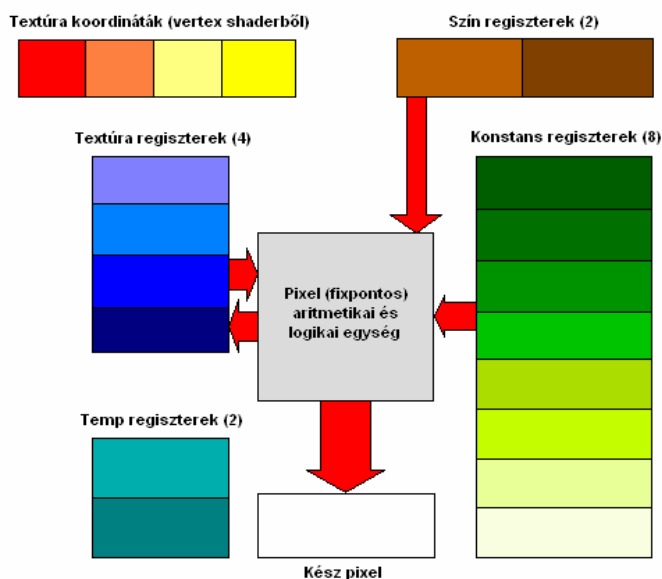 Textúra koordináták (vertex shaderből)
Szín regiszterek (2)
Textúra regiszterek (4)
Konstans regiszterek (8)
Pixel (fixpontos)
aritmetikai és
logikai egység
Temp regiszterek (2)
Kész pixel